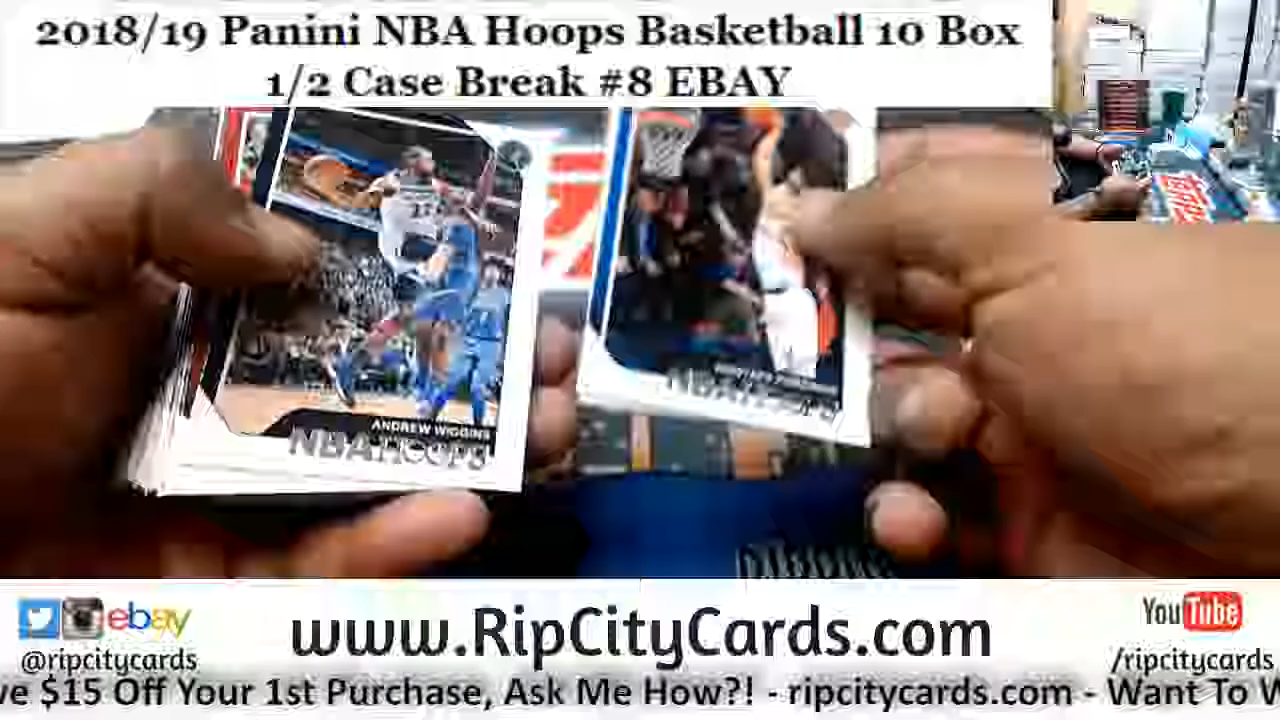 2018/19 Panini NBA Hoops Basketball 10 Box
1/2 Case Break #8 EBAY
ANDREW WIGGINS
NBA HOOPS
ebay
@ripcitycards
www.RipCityCards.com
YouTube
/ripcitycards
ve $15 Off Your 1st Purchase, Ask Me How?! - ripcitycards.com - Want To W